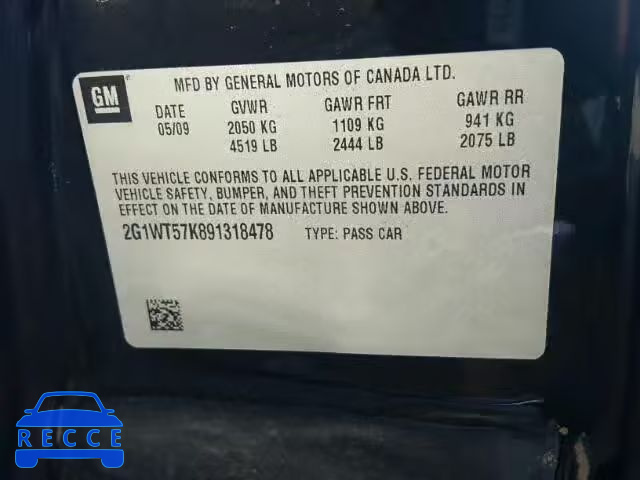 GM
MFD BY GENERAL MOTORS OF CANADA LTD.
DATE GVWR GAWR FRT GAWR RR
05/09 2050 KG 1109 KG 941 KG
4519 LB 2444 LB 2075 LB
THIS VEHICLE CONFORMS TO ALL APPLICABLE U.S. FEDERAL MOTOR
VEHICLE SAFETY, BUMPER, AND THEFT PREVENTION STANDARDS IN
EFFECT ON THE DATE OF MANUFACTURE SHOWN ABOVE.
2G1WT57K891318478 TYPE: PASS CAR
RECCE